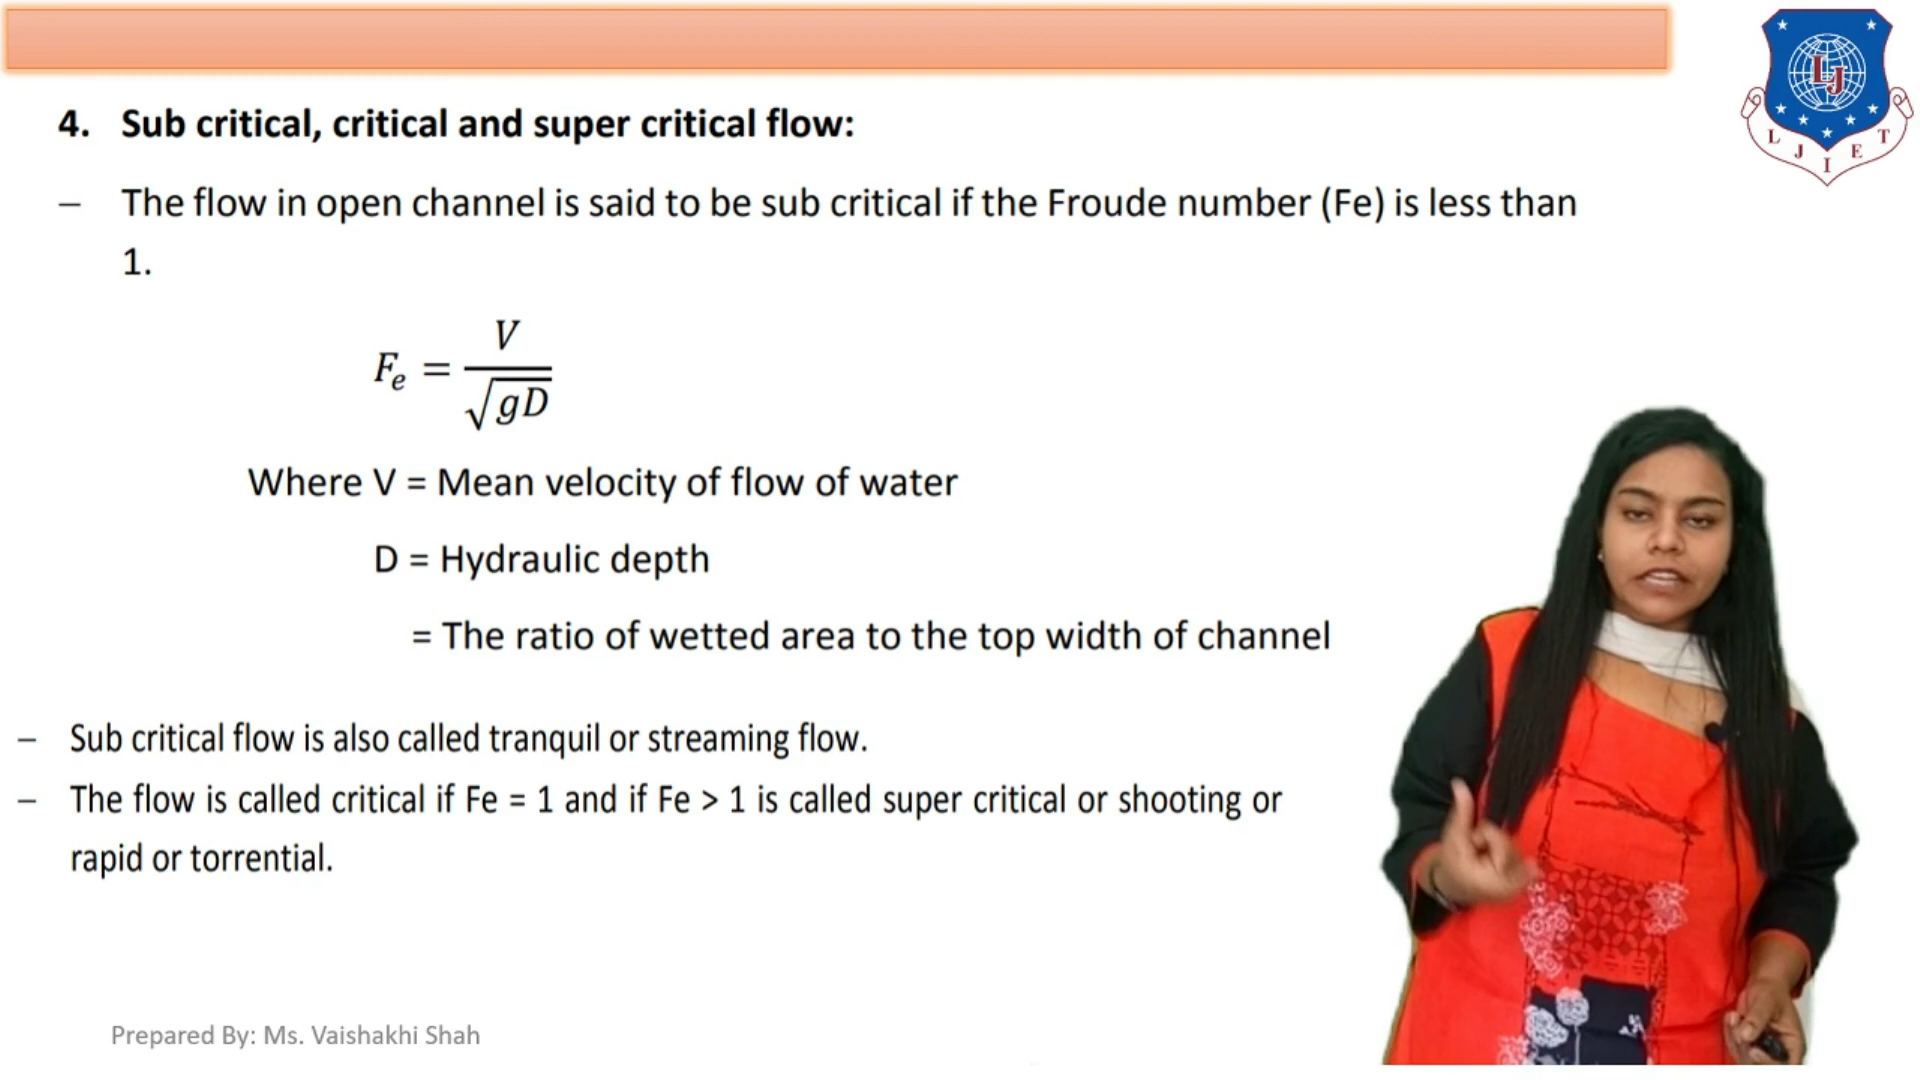 4. Sub critical, critical and super critical flow:
– The flow in open channel is said to be sub critical if the Froude number (Fe) is less than
1.
F_e = V / √gD
Where V = Mean velocity of flow of water
D = Hydraulic depth
= The ratio of wetted area to the top width of channel
– Sub critical flow is also called tranquil or streaming flow.
– The flow is called critical if Fe = 1 and if Fe > 1 is called super critical or shooting or
rapid or torrential.
Prepared By: Ms. Vaishakhi Shah
LJ
L J I E T